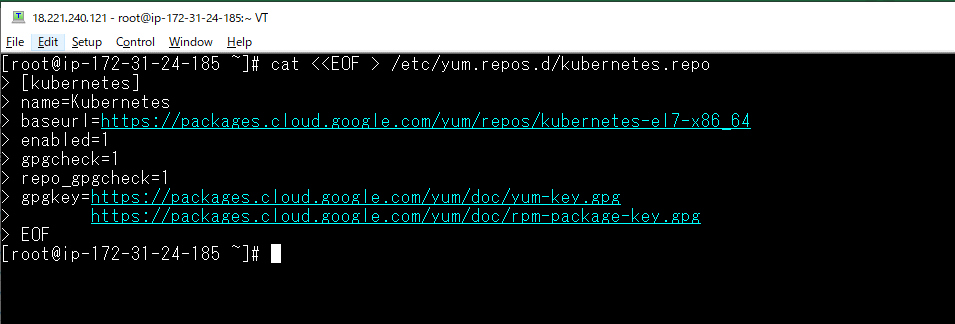 18.221.240.121 - root@ip-172-31-24-185:~ VT
File Edit Setup Control Window Help
[root@ip-172-31-24-185 ~]# cat <<EOF > /etc/yum.repos.d/kubernetes.repo
> [kubernetes]
> name=Kubernetes
> baseurl=https://packages.cloud.google.com/yum/repos/kubernetes-el7-x86_64
> enabled=1
> gpgcheck=1
> repo_gpgcheck=1
> gpgkey=https://packages.cloud.google.com/yum/doc/yum-key.gpg
>        https://packages.cloud.google.com/yum/doc/rpm-package-key.gpg
> EOF
[root@ip-172-31-24-185 ~]#